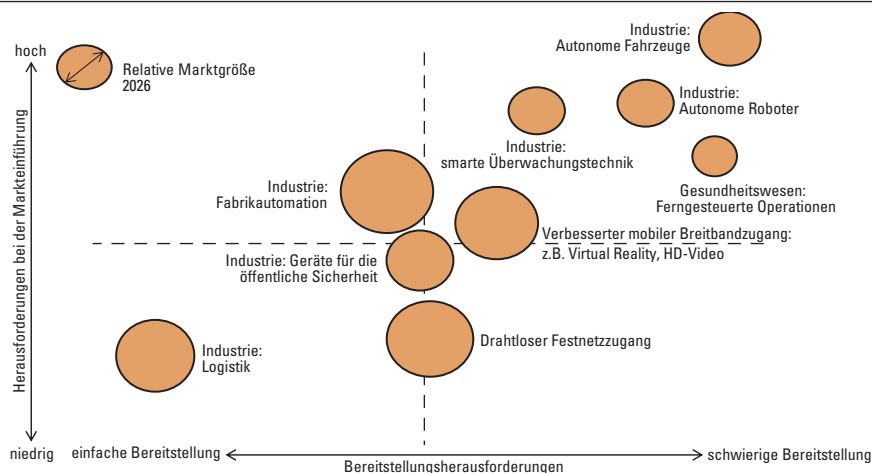 hoch
Relative Marktgröße
2026
Industrie:
Autonome Fahrzeuge
Industrie:
Autonome Roboter
Industrie:
smarte Überwachungstechnik
Gesundheitswesen:
Ferngesteuerte Operationen
Industrie:
Fabrikautomation
Verbesserter mobiler Breitbandzugang:
z.B. Virtual Reality, HD-Video
Industrie: Geräte für die
öffentliche Sicherheit
Drahtloser Festnetzzugang
Industrie:
Logistik
Herausforderungen bei der Markteinführung
niedrig
einfache Bereitstellung
Bereitstellungsherausforderungen
schwierige Bereitstellung